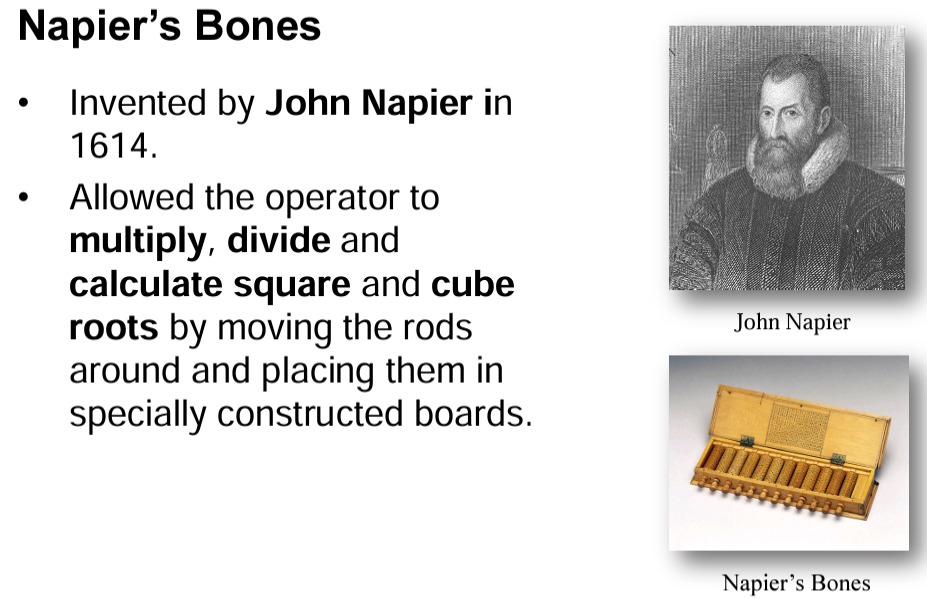 Napier’s Bones
• Invented by John Napier in
1614.
• Allowed the operator to
multiply, divide and
calculate square and cube
roots by moving the rods
around and placing them in
specially constructed boards.
John Napier
Napier’s Bones